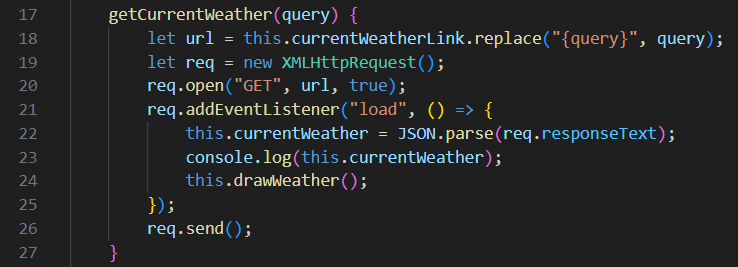 17 getCurrentWeather(query) {
18 let url = this.currentWeatherLink.replace("{query}", query);
19 let req = new XMLHttpRequest();
20 req.open("GET", url, true);
21 req.addEventListener("load", () => {
22 this.currentWeather = JSON.parse(req.responseText);
23 console.log(this.currentWeather);
24 this.drawWeather();
25 });
26 req.send();
27 }